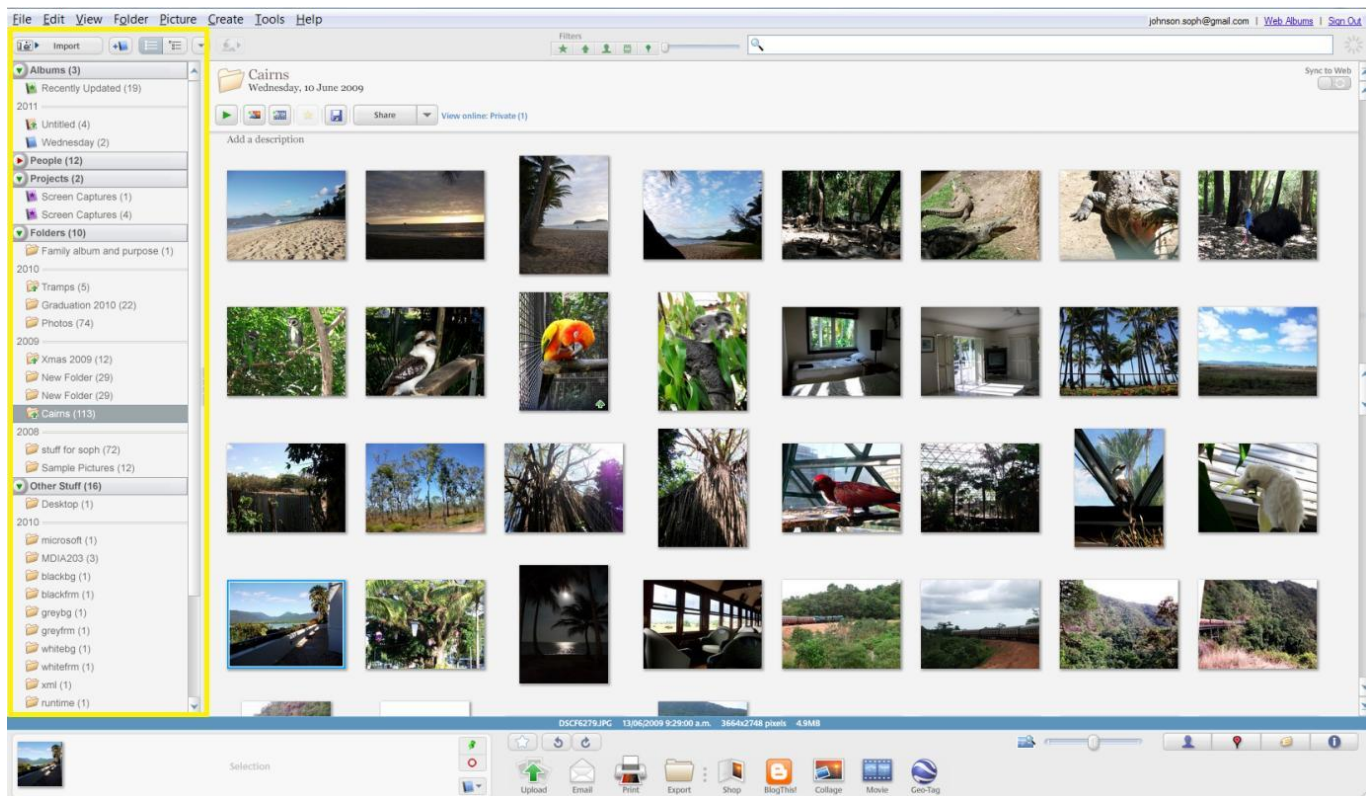 File Edit View Folder Picture Create Tools Help
johnson.soph@gmail.com | Web Albums | Sign Out
Import
Filters
Albums (3)
Recently Updated (19)
2011
Untitled (4)
Wednesday (2)
People (12)
Projects (2)
Screen Captures (1)
Screen Captures (4)
Folders (10)
Family album and purpose (1)
2010
Tramps (5)
Graduation 2010 (22)
Photos (74)
2009
Xmas 2009 (12)
New Folder (29)
New Folder (29)
Cairns (113)
2008
stuff for soph (72)
Sample Pictures (12)
Other Stuff (16)
Desktop (1)
2010
microsoft (1)
MDIA203 (3)
blackbg (1)
blackfrm (1)
greybg (1)
greyfrm (1)
whitebg (1)
whitefrm (1)
xml (1)
runtime (1)
Cairns
Wednesday, 10 June 2009
Sync to Web
Share
View online: Private (1)
Add a description
DSCF6279.JPG 13/06/2009 9:29:00 a.m. 3664x2748 pixels 4.9MB
Selection
Upload Email Print Export Shop BlogThis! Collage Movie Geo-Tag